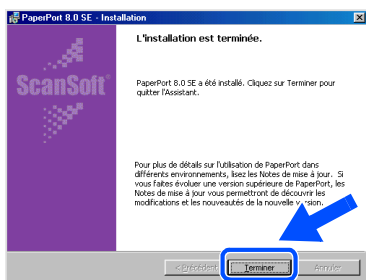 PaperPort 8.0 SE - Installation
L'installation est terminée.
ScanSoft®
PaperPort 8.0 SE a été installé. Cliquez sur Terminer pour
quitter l'Assistant.
Pour plus de détails sur l'utilisation de PaperPort dans
différents environnements, lisez les Notes de mise à jour. Si
vous faites évoluer une version supérieure de PaperPort, les
Notes de mise à jour vous permettront de découvrir les
modifications et les nouveautés de la nouvelle version.
< Précédent Terminer Annuler